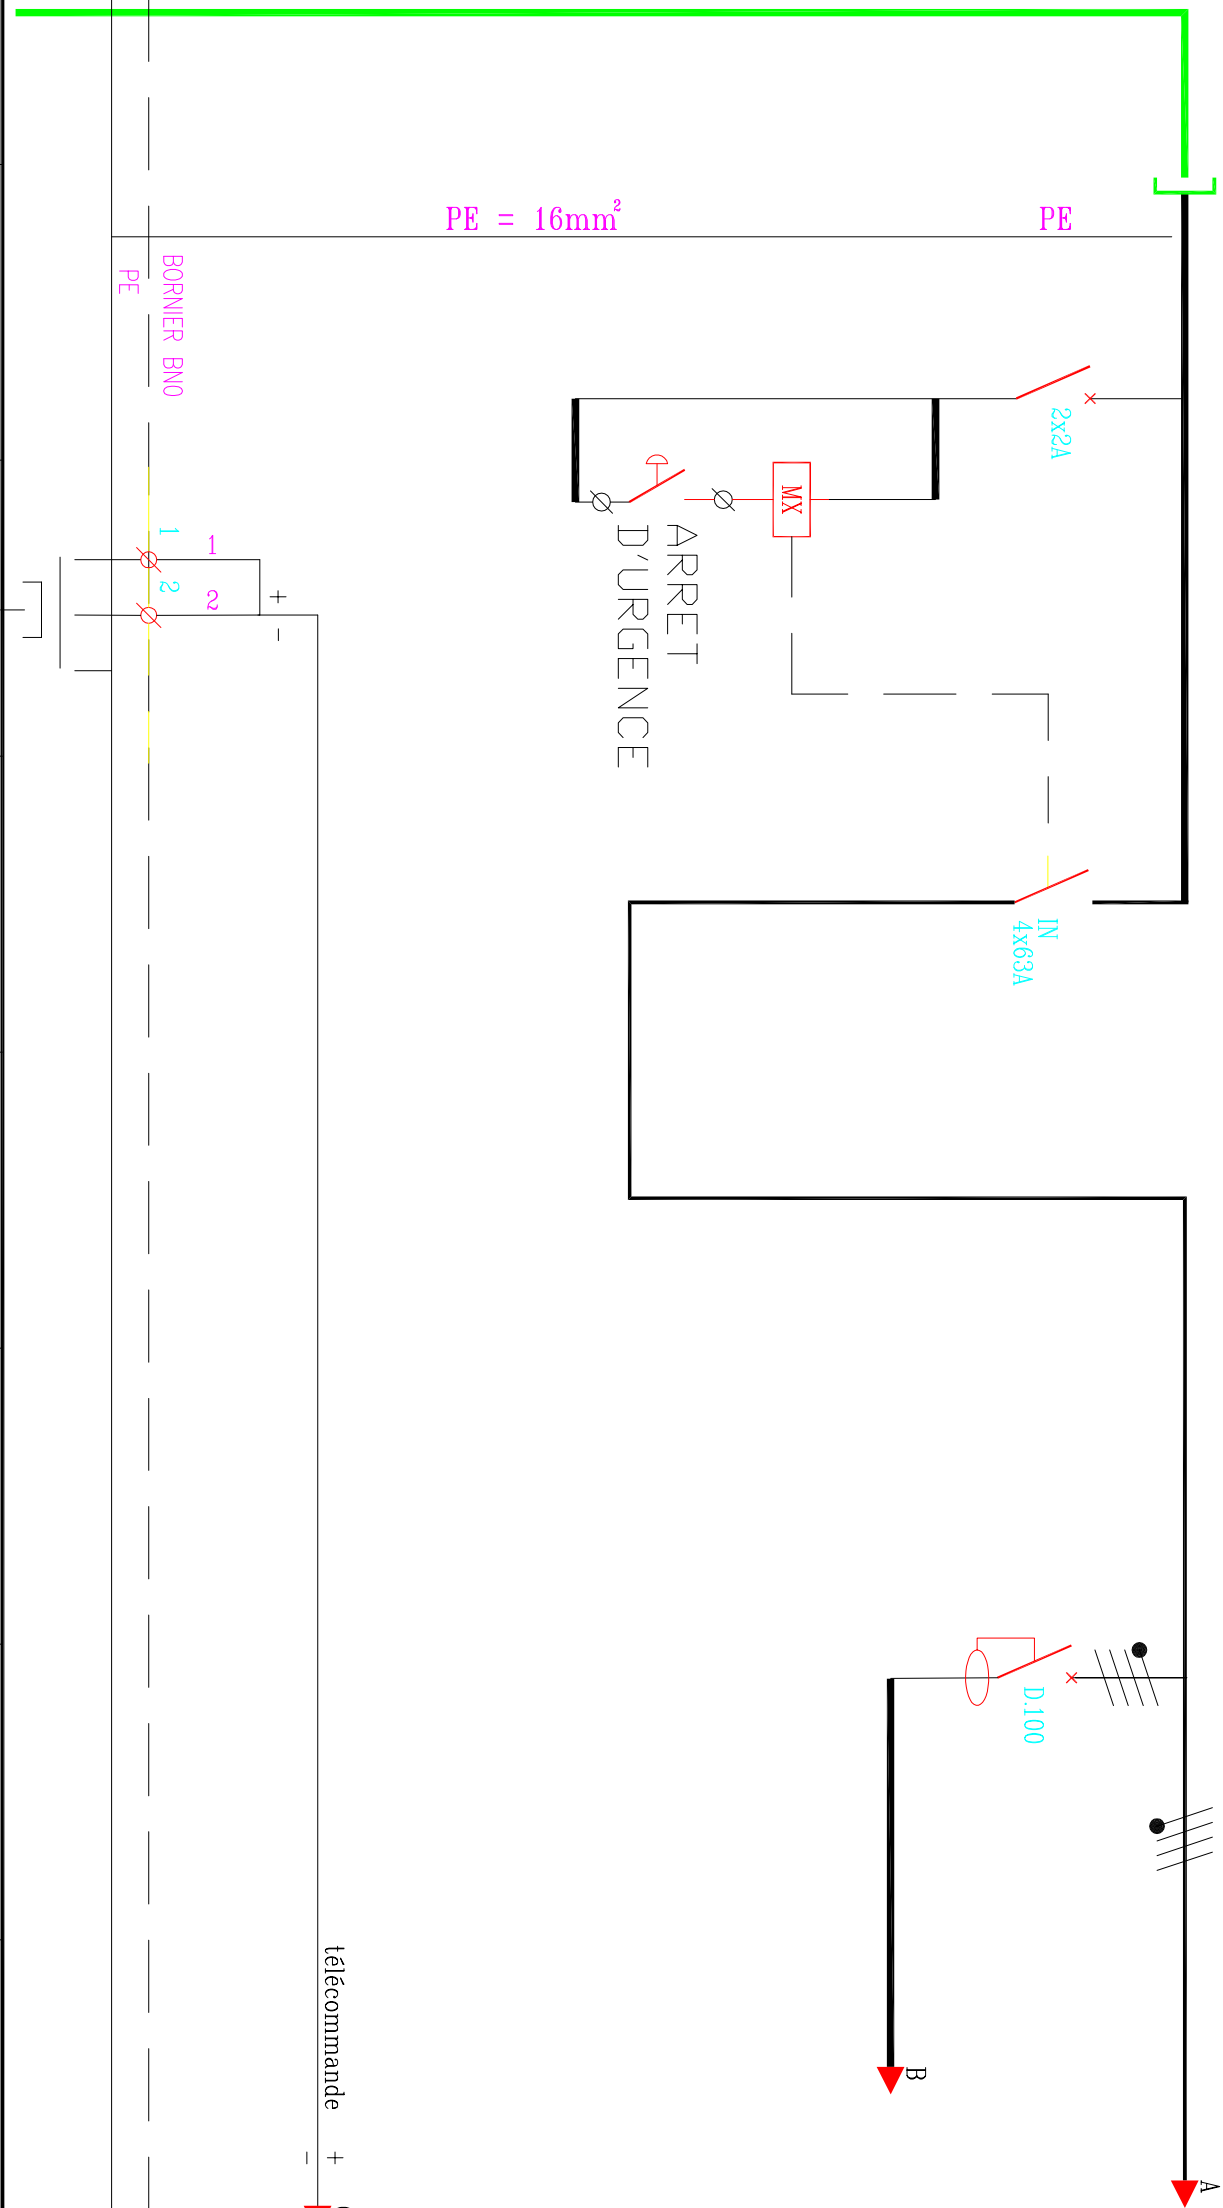 PE = 16mm²
PE
BORNIER BN0
PE
2x2A
MX
ARRET
D'URGENCE
1
2
1
2
+
-
IN
4x63A
D.100
télécommande
+
-
B
A